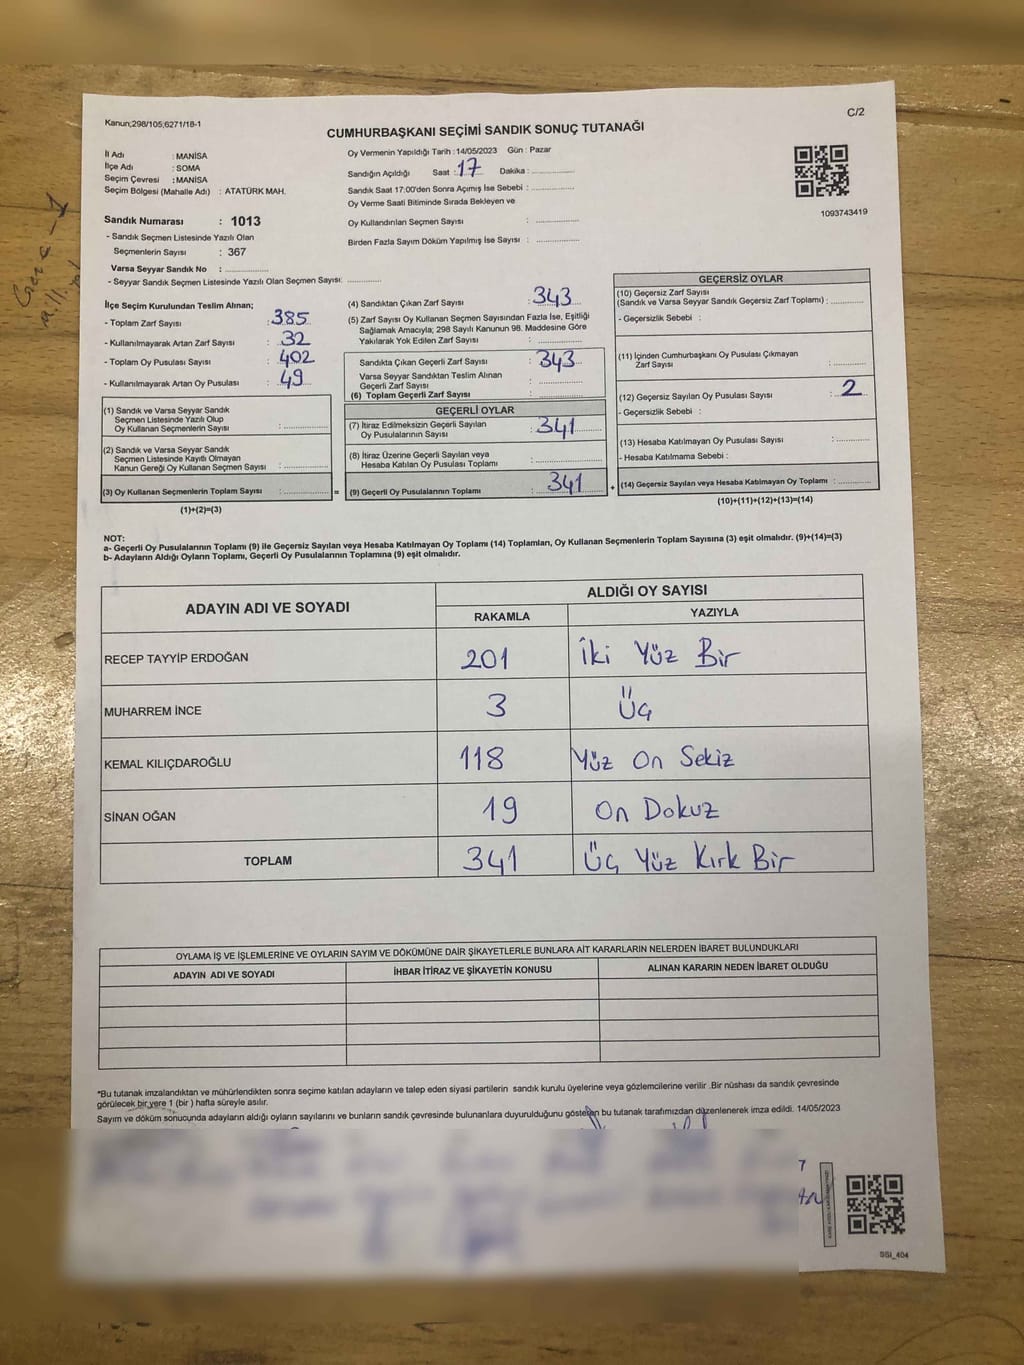 Kanun;298/105;6271/18-1
C/2
CUMHURBAŞKANI SEÇİMİ SANDIK SONUÇ TUTANAĞI
İl Adı : MANİSA
İlçe Adı : SOMA
Seçim Çevresi : MANİSA
Seçim Bölgesi (Mahalle Adı) : ATATÜRK MAH.
Oy Vermenin Yapıldığı Tarih : 14/05/2023 Gün : Pazar
Sandığın Açıldığı Saat : 17 Dakika : ..............
Sandık Saat 17:00'den Sonra Açımış İse Sebebi : ..............
Oy Verme Saati Bitiminde Sırada Bekleyen ve
Oy Kullandırılan Seçmen Sayısı : ..............
Birden Fazla Sayım Döküm Yapılmış İse Sayısı : ..............
1093743419
Sandık Numarası : 1013
- Sandık Seçmen Listesinde Yazılı Olan
Seçmenlerin Sayısı : 367
Varsa Seyyar Sandık No : ..............
- Seyyar Sandık Seçmen Listesinde Yazılı Olan Seçmen Sayısı: ..............
İlçe Seçim Kurulundan Teslim Alınan;
- Toplam Zarf Sayısı : 385
- Kullanılmayarak Artan Zarf Sayısı : 32
- Toplam Oy Pusulası Sayısı : 402
- Kullanılmayarak Artan Oy Pusulası : 49
(1) Sandık ve Varsa Seyyar Sandık
Seçmen Listesinde Yazılı Olup
Oy Kullanan Seçmenlerin Sayısı : ..............
(2) Sandık ve Varsa Seyyar Sandık
Seçmen Listesinde Kayıtlı Olmayan
Kanun Gereği Oy Kullanan Seçmen Sayısı : ..............
(3) Oy Kullanan Seçmenlerin Toplam Sayısı : .............. =
(1)+(2)=(3)
(4) Sandıktan Çıkan Zarf Sayısı : 343
(5) Zarf Sayısı Oy Kullanan Seçmen Sayısından Fazla İse, Eşitliği
Sağlamak Amacıyla; 298 Sayılı Kanunun 98. Maddesine Göre
Yakılarak Yok Edilen Zarf Sayısı : ..............
Sandıkta Çıkan Geçerli Zarf Sayısı : 343
Varsa Seyyar Sandıktan Teslim Alınan
Geçerli Zarf Sayısı : ..............
(6) Toplam Geçerli Zarf Sayısı : ..............
GEÇERLİ OYLAR
(7) İtiraz Edilmeksizin Geçerli Sayılan
Oy Pusulalarının Sayısı : 341
(8) İtiraz Üzerine Geçerli Sayılan veya
Hesaba Katılan Oy Pusulası Toplamı : ..............
(9) Geçerli Oy Pusulalarının Toplamı : 341 +
GEÇERSİZ OYLAR
(10) Geçersiz Zarf Sayısı
(Sandık ve Varsa Seyyar Sandık Geçersiz Zarf Toplamı) : ..............
- Geçersizlik Sebebi :
(11) İçinden Cumhurbaşkanı Oy Pusulası Çıkmayan
Zarf Sayısı : ..............
(12) Geçersiz Sayılan Oy Pusulası Sayısı : 2
- Geçersizlik Sebebi :
(13) Hesaba Katılmayan Oy Pusulası Sayısı : ..............
- Hesaba Katılmama Sebebi :
(14) Geçersiz Sayılan veya Hesaba Katılmayan Oy Toplamı : ..............
(10)+(11)+(12)+(13)=(14)
NOT:
a- Geçerli Oy Pusulalarının Toplamı (9) ile Geçersiz Sayılan veya Hesaba Katılmayan Oy Toplamı (14) Toplamları, Oy Kullanan Seçmenlerin Toplam Sayısına (3) eşit olmalıdır. (9)+(14)=(3)
b- Adayların Aldığı Oyların Toplamı, Geçerli Oy Pusulalarının Toplamına (9) eşit olmalıdır.
ADAYIN ADI VE SOYADI
ALDIĞI OY SAYISI
RAKAMLA YAZIYLA
RECEP TAYYİP ERDOĞAN 201 İki Yüz Bir
MUHARREM İNCE 3 Üç
KEMAL KILIÇDAROĞLU 118 Yüz On Sekiz
SİNAN OĞAN 19 On Dokuz
TOPLAM 341 Üç Yüz Kırk Bir
OYLAMA İŞ VE İŞLEMLERİNE VE OYLARIN SAYIM VE DÖKÜMÜNE DAİR ŞİKAYETLERLE BUNLARA AİT KARARLARIN NELERDEN İBARET BULUNDUKLARI
ADAYIN ADI VE SOYADI İHBAR İTİRAZ VE ŞİKAYETİN KONUSU ALINAN KARARIN NEDEN İBARET OLDUĞU
*Bu tutanak imzalandıktan ve mühürlendikten sonra seçime katılan adayların ve talep eden siyasi partilerin sandık kurulu üyelerine veya gözlemcilerine verilir .Bir nüshası da sandık çevresinde
görülecek bir yere 1 (bir ) hafta süreyle asılır.
Sayım ve döküm sonucunda adayların aldığı oyların sayılarını ve bunların sandık çevresinde bulunanlara duyurulduğunu gösteren bu tutanak tarafımızdan düzenlenerek imza edildi. 14/05/2023
SSI_404